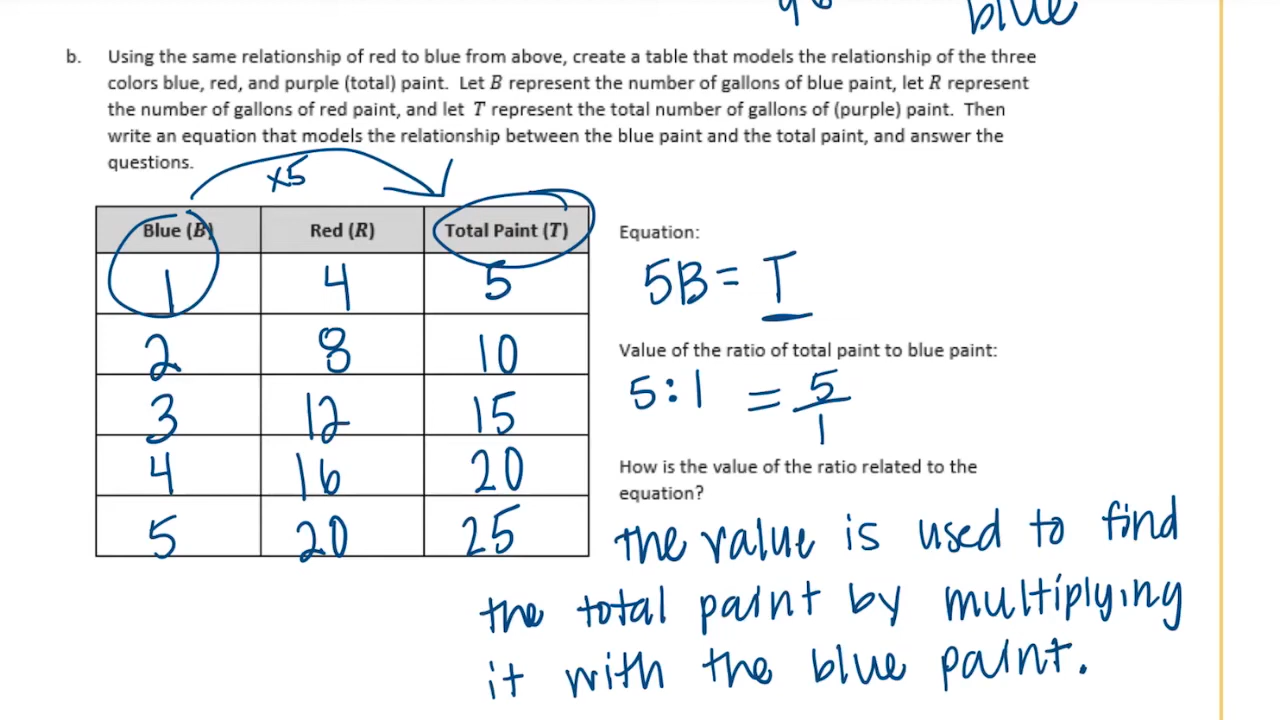 blue
b. Using the same relationship of red to blue from above, create a table that models the relationship of the three
colors blue, red, and purple (total) paint. Let B represent the number of gallons of blue paint, let R represent
the number of gallons of red paint, and let T represent the total number of gallons of (purple) paint. Then
write an equation that models the relationship between the blue paint and the total paint, and answer the
questions.
x5
Blue (B) Red (R) Total Paint (T)
1 4 5
2 8 10
3 12 15
4 16 20
5 20 25
Equation:
5B = T
Value of the ratio of total paint to blue paint:
5:1 = 5/1
How is the value of the ratio related to the
equation?
the value is used to find
the total paint by multiplying
it with the blue paint.